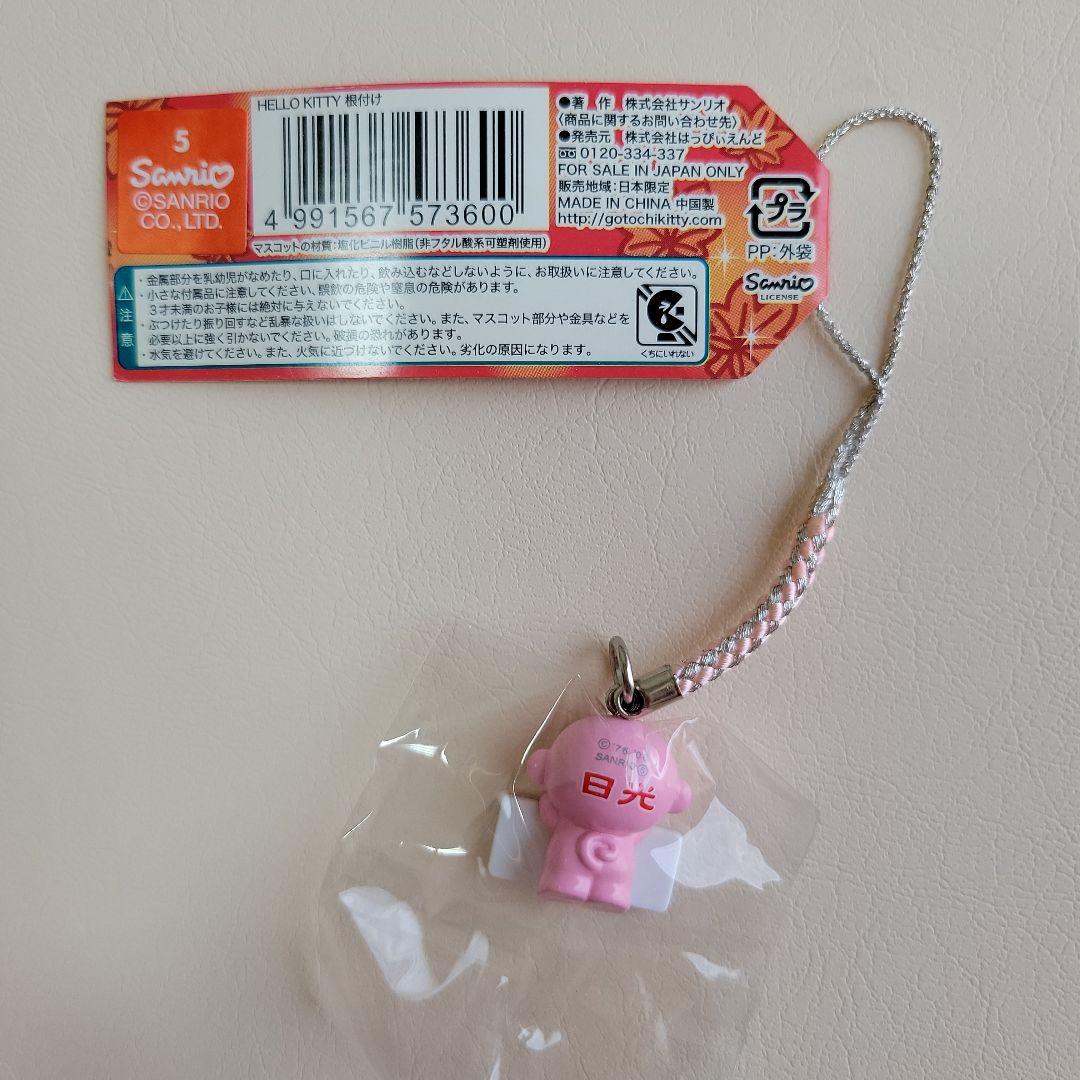 5
Sanrio
©SANRIO
CO.,LTD.
HELLO KITTY 根付け
4 991567 573600
マスコットの材質:塩化ビニル樹脂(非フタル酸系可塑剤使用)
●著 作 株式会社サンリオ
〈商品に関するお問い合わせ先〉
●発売元 株式会社はっぴぃえんど
0120-334-337
FOR SALE IN JAPAN ONLY
販売地域:日本限定
MADE IN CHINA 中国製
http://gotochikitty.com
プラ
PP:外袋
Sanrio
LICENSE
注意
・金属部分を乳幼児がなめたり、口に入れたり、飲み込むなどしないように、お取扱いに注意してください。
・小さな付属品に注意してください、誤飲の危険や窒息の危険があります。
3才未満のお子様には絶対に与えないでください。
・ぶつけたり振り回すなど乱暴な扱いはしないでください。また、マスコット部分や金具などを
必要以上に強く引かないでください。破損の恐れがあります。
・水気を避けてください。また、火気に近づけないでください。劣化の原因になります。
くちにいれない
© '76,
SANRIO
日光